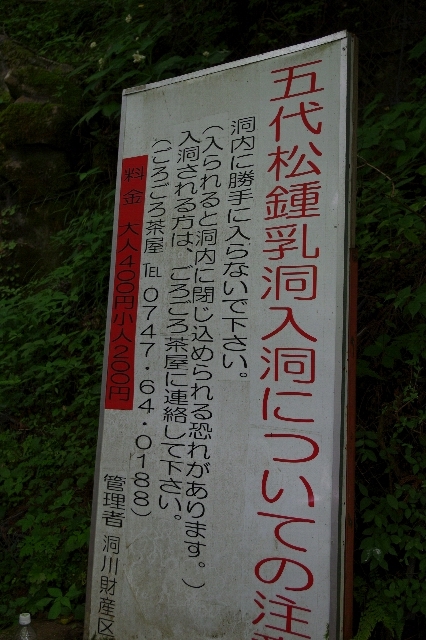 五代松鍾乳洞入洞についての注
洞内に勝手に入らないで下さい。
(入られると洞内に閉じ込められる恐れがあります。)
入洞される方は、ごろごろ茶屋に連絡して下さい。
(ごろごろ茶屋 TEL 0747・64・0188)
料金 大人400円小人200円
管理者 洞川財産区